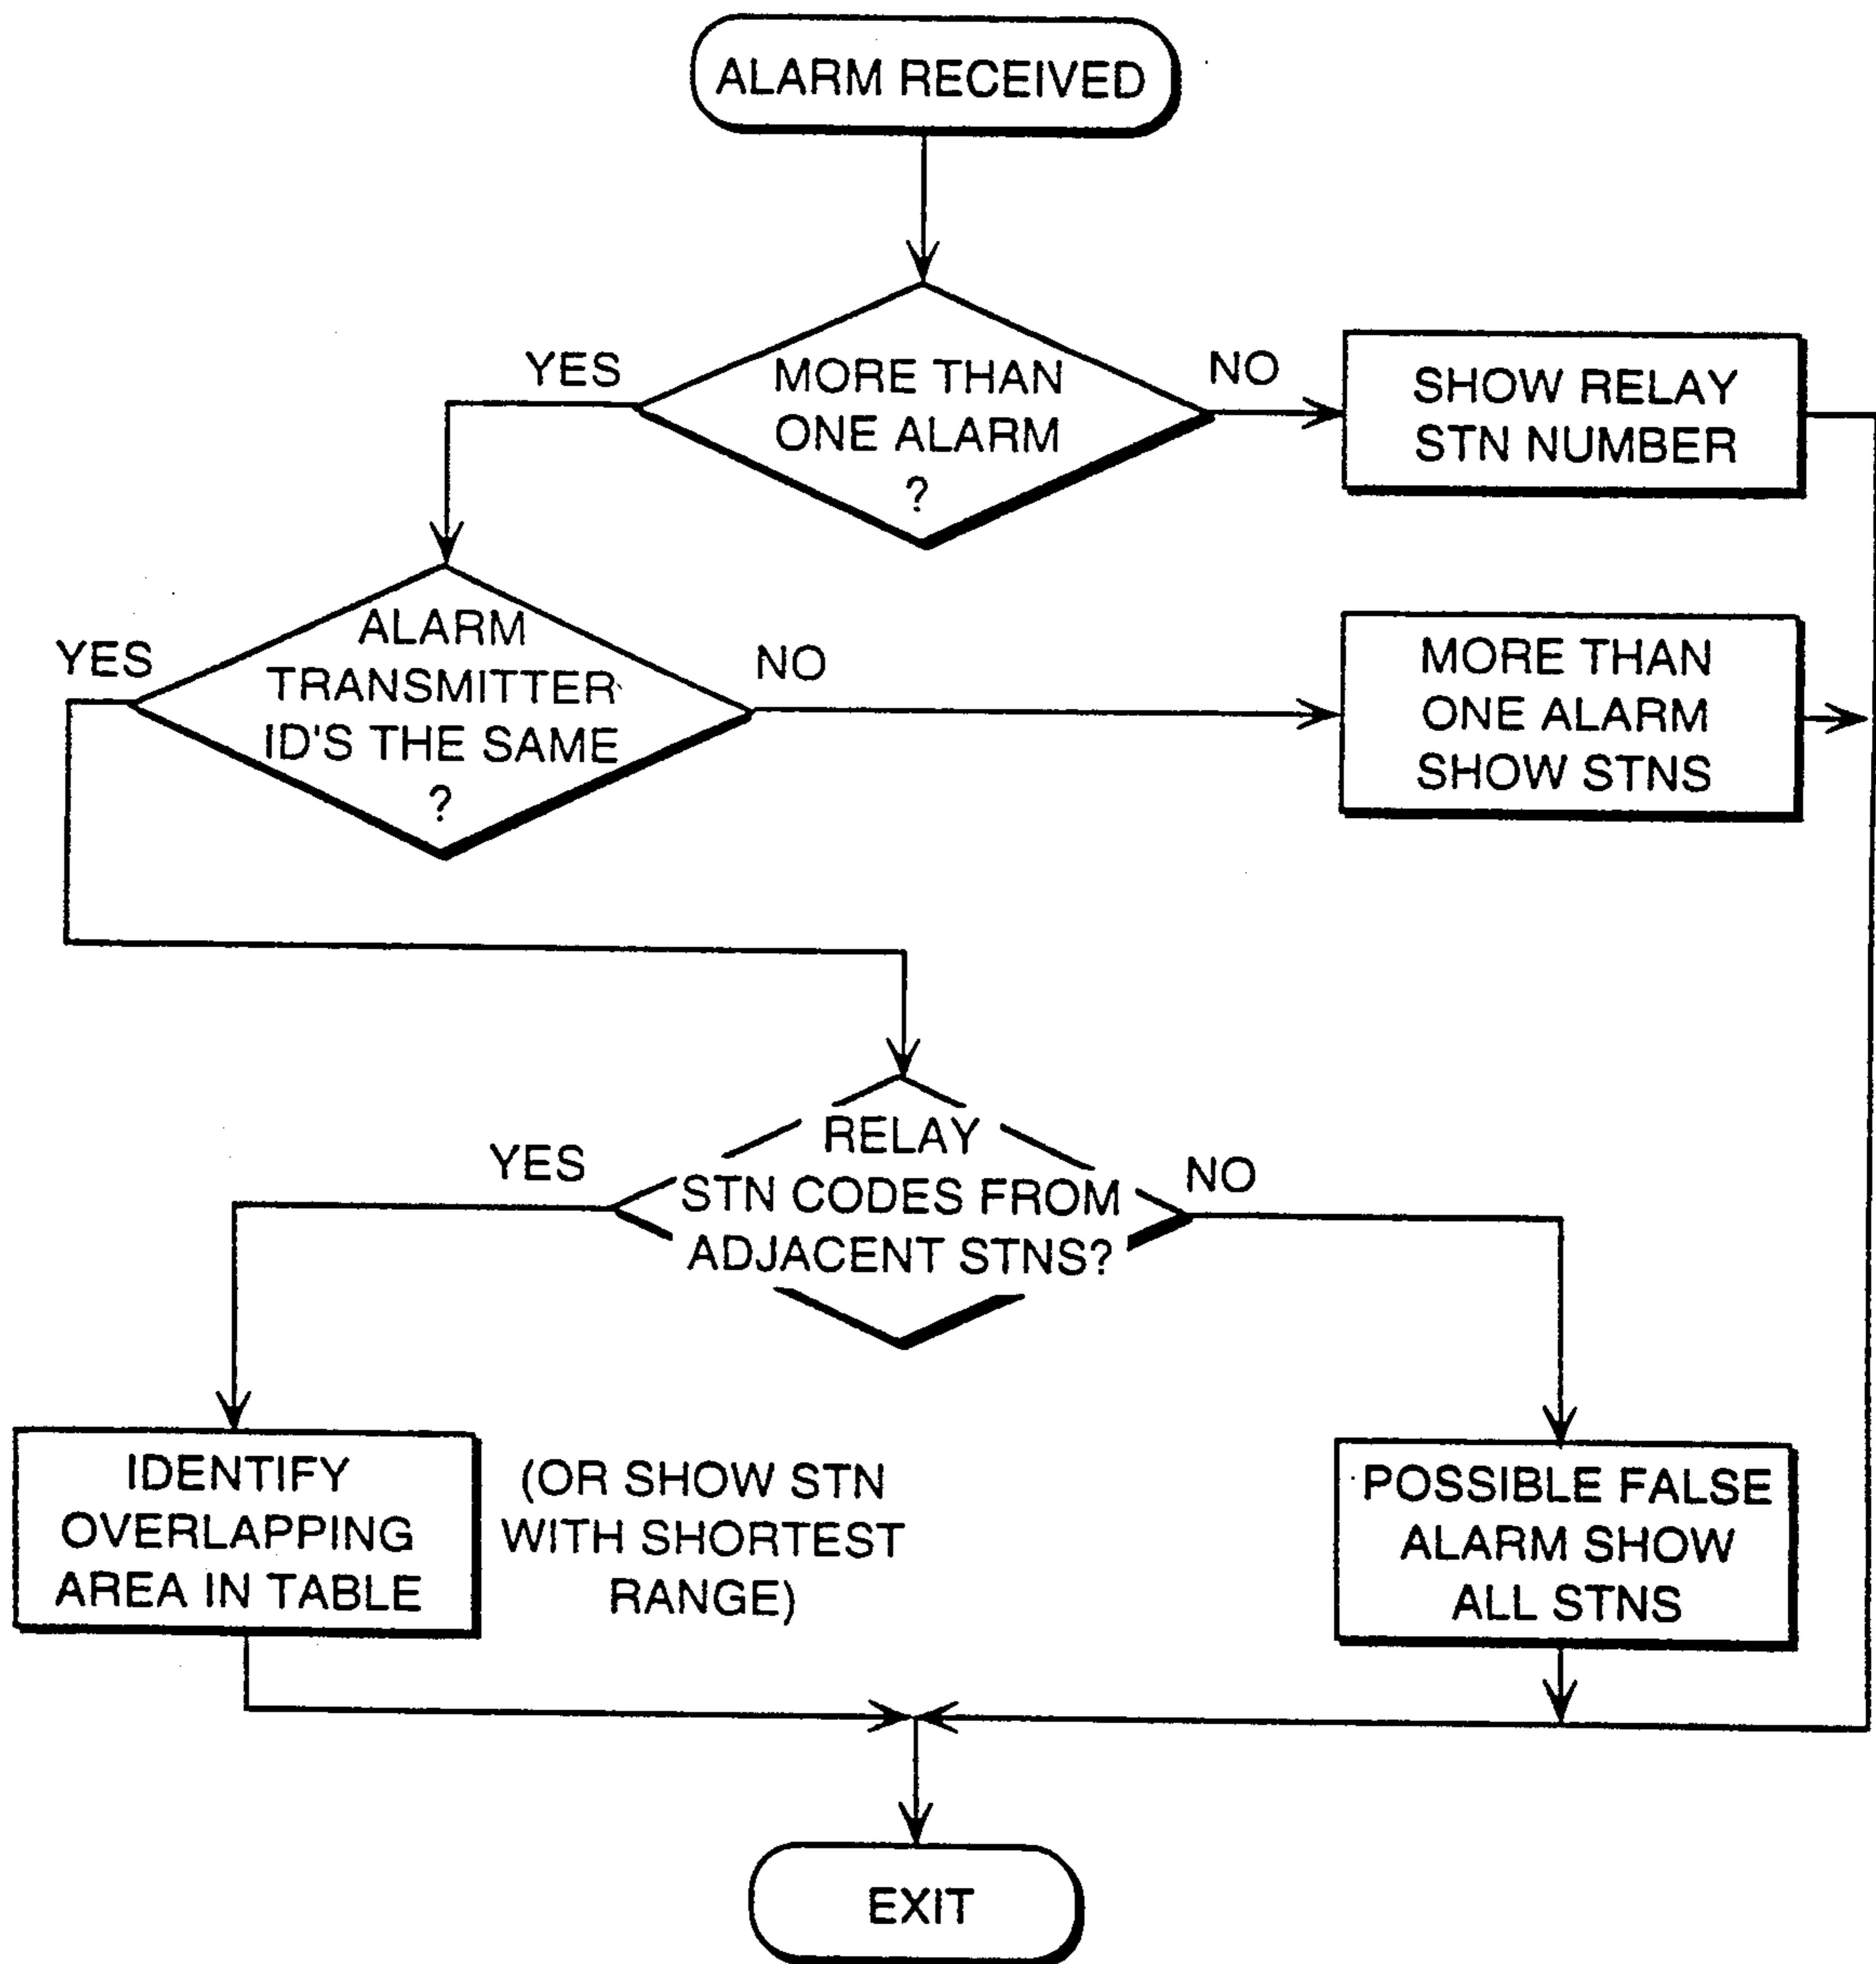 ALARM RECEIVED
MORE THAN
ONE ALARM
?
YES
NO
SHOW RELAY
STN NUMBER
ALARM
TRANSMITTER
ID'S THE SAME
?
YES
NO
MORE THAN
ONE ALARM
SHOW STNS
RELAY
STN CODES FROM
ADJACENT STNS?
YES
NO
IDENTIFY
OVERLAPPING
AREA IN TABLE
(OR SHOW STN
WITH SHORTEST
RANGE)
POSSIBLE FALSE
ALARM SHOW
ALL STNS
EXIT